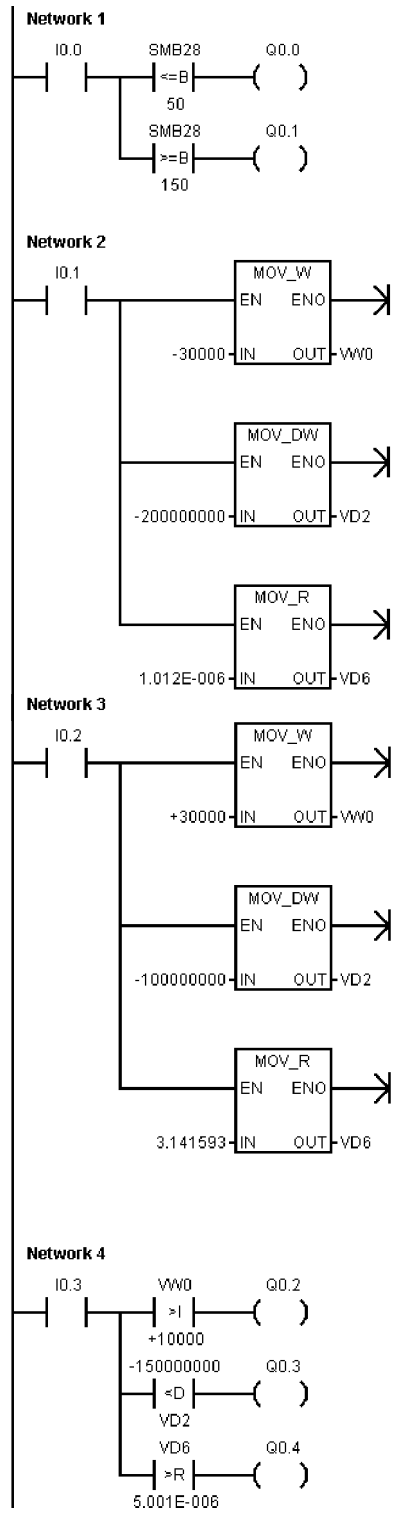 Network 1
I0.0 SMB28 Q0.0
<=B
50
SMB28 Q0.1
>=B
150
Network 2
I0.1 MOV_W
EN ENO
-30000 IN OUT VW0
MOV_DW
EN ENO
-200000000 IN OUT VD2
MOV_R
EN ENO
1.012E-006 IN OUT VD6
Network 3
I0.2 MOV_W
EN ENO
+30000 IN OUT VW0
MOV_DW
EN ENO
-100000000 IN OUT VD2
MOV_R
EN ENO
3.141593 IN OUT VD6
Network 4
I0.3 VW0 Q0.2
>I
+10000
-150000000 Q0.3
<D
VD2
VD6 Q0.4
>R
5.001E-006